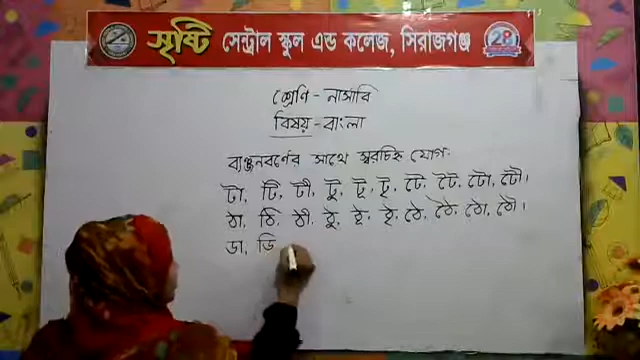 সৃষ্টি সেন্ট্রাল স্কুল এন্ড কলেজ, সিরাজগঞ্জ
শ্রেণি - নার্সারি
বিষয় - বাংলা
ব্যঞ্জনবর্ণের সাথে স্বরচিহ্ন যোগ.
টা, টি, টী, টু, টূ, টৃ, টে, টৈ, টো, টৌ।
ঠা, ঠি, ঠী, ঠু, ঠূ, ঠৃ, ঠে, ঠৈ, ঠো, ঠৌ।
ডা, ডি